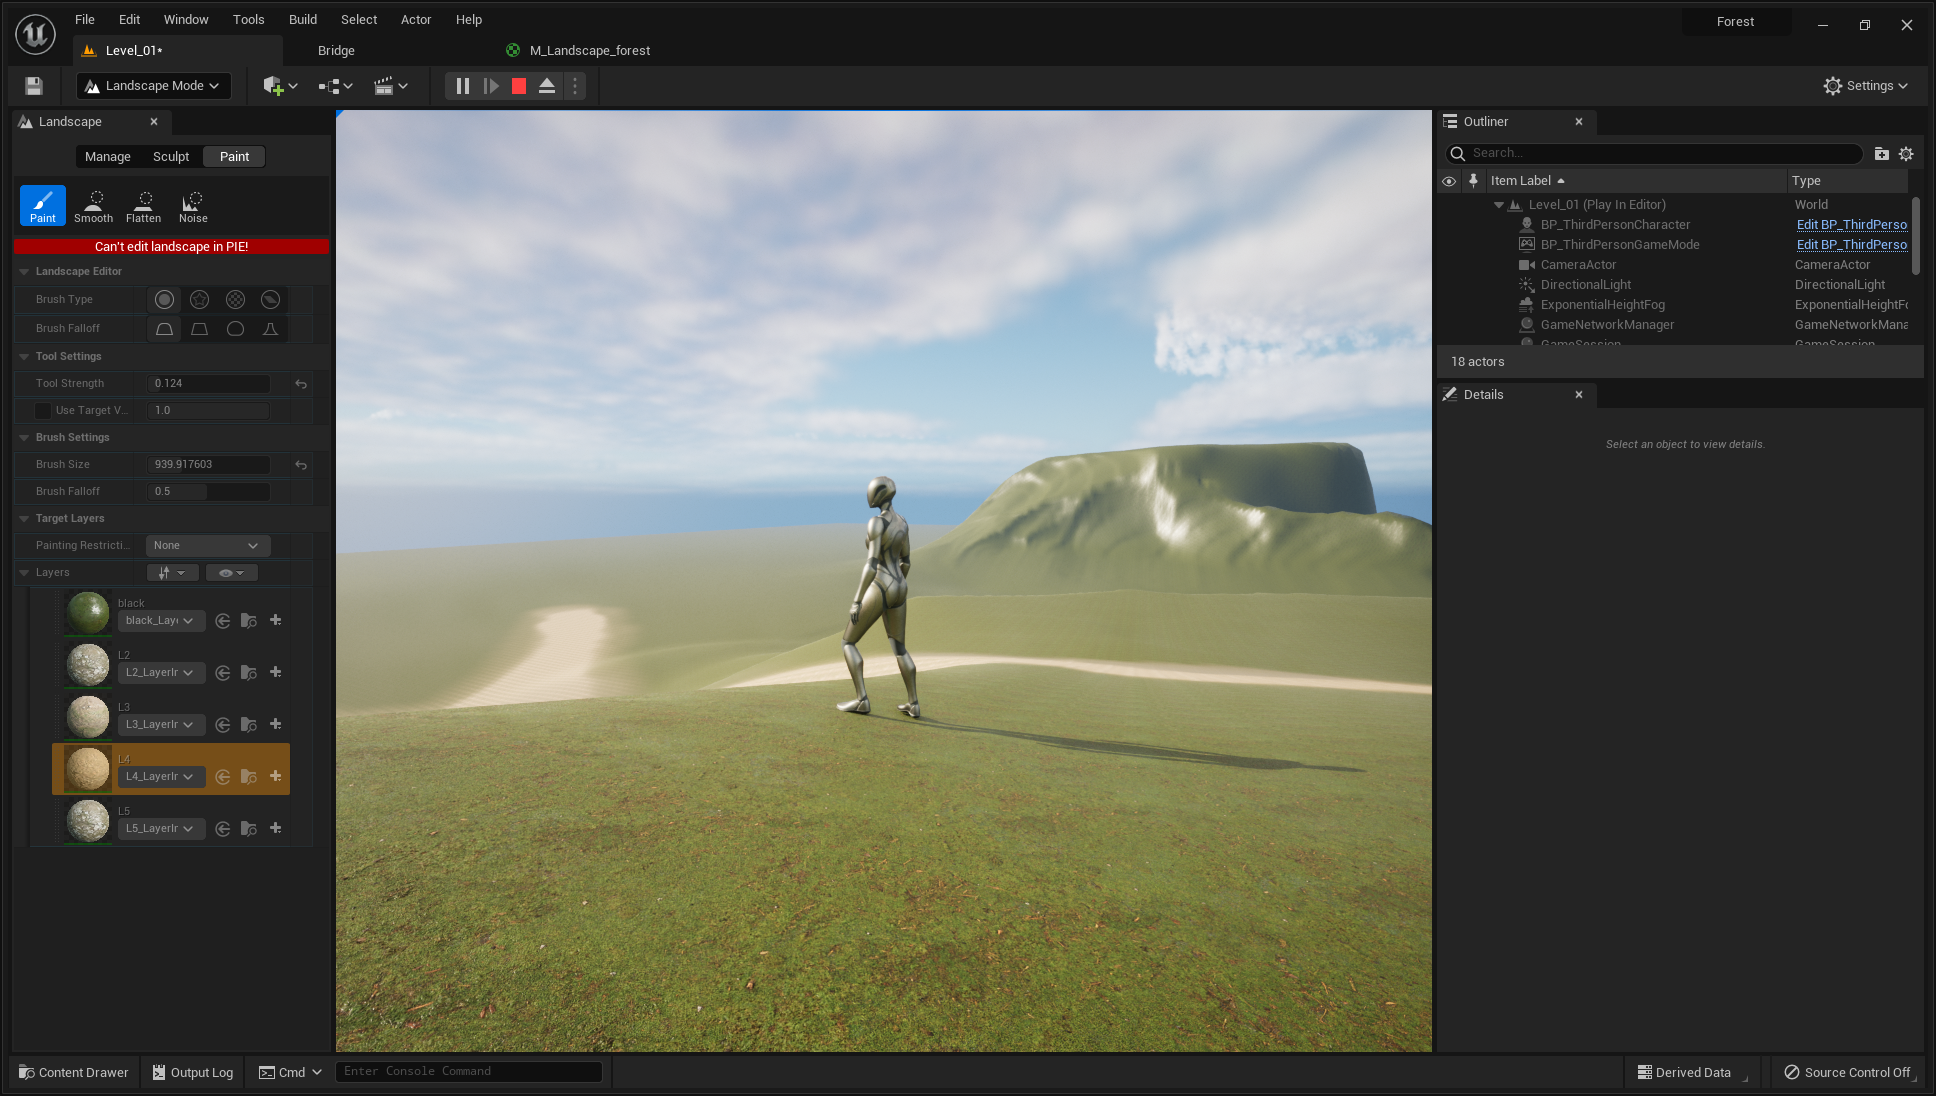 File Edit Window Tools Build Select Actor Help
Forest
Level_01*
Bridge
M_Landscape_forest
Landscape Mode
Settings
Landscape
Manage Sculpt Paint
Paint Smooth Flatten Noise
Can't edit landscape in PIE!
Landscape Editor
Brush Type
Brush Falloff
Tool Settings
Tool Strength 0.124
Use Target V... 1.0
Brush Settings
Brush Size 939.917603
Brush Falloff 0.5
Target Layers
Painting Restricti... None
Layers
black
black_Laye
L2
L2_LayerIr
L3
L3_LayerIr
L4
L4_LayerIr
L5
L5_LayerIr
Outliner
Search...
Item Label Type
Level_01 (Play In Editor) World
BP_ThirdPersonCharacter Edit BP_ThirdPerso
BP_ThirdPersonGameMode Edit BP_ThirdPerso
CameraActor CameraActor
DirectionalLight DirectionalLight
ExponentialHeightFog ExponentialHeightFo
GameNetworkManager GameNetworkMana
GameSession GameSession
18 actors
Details
Select an object to view details.
Content Drawer
Output Log
Cmd
Enter Console Command
Derived Data
Source Control Off